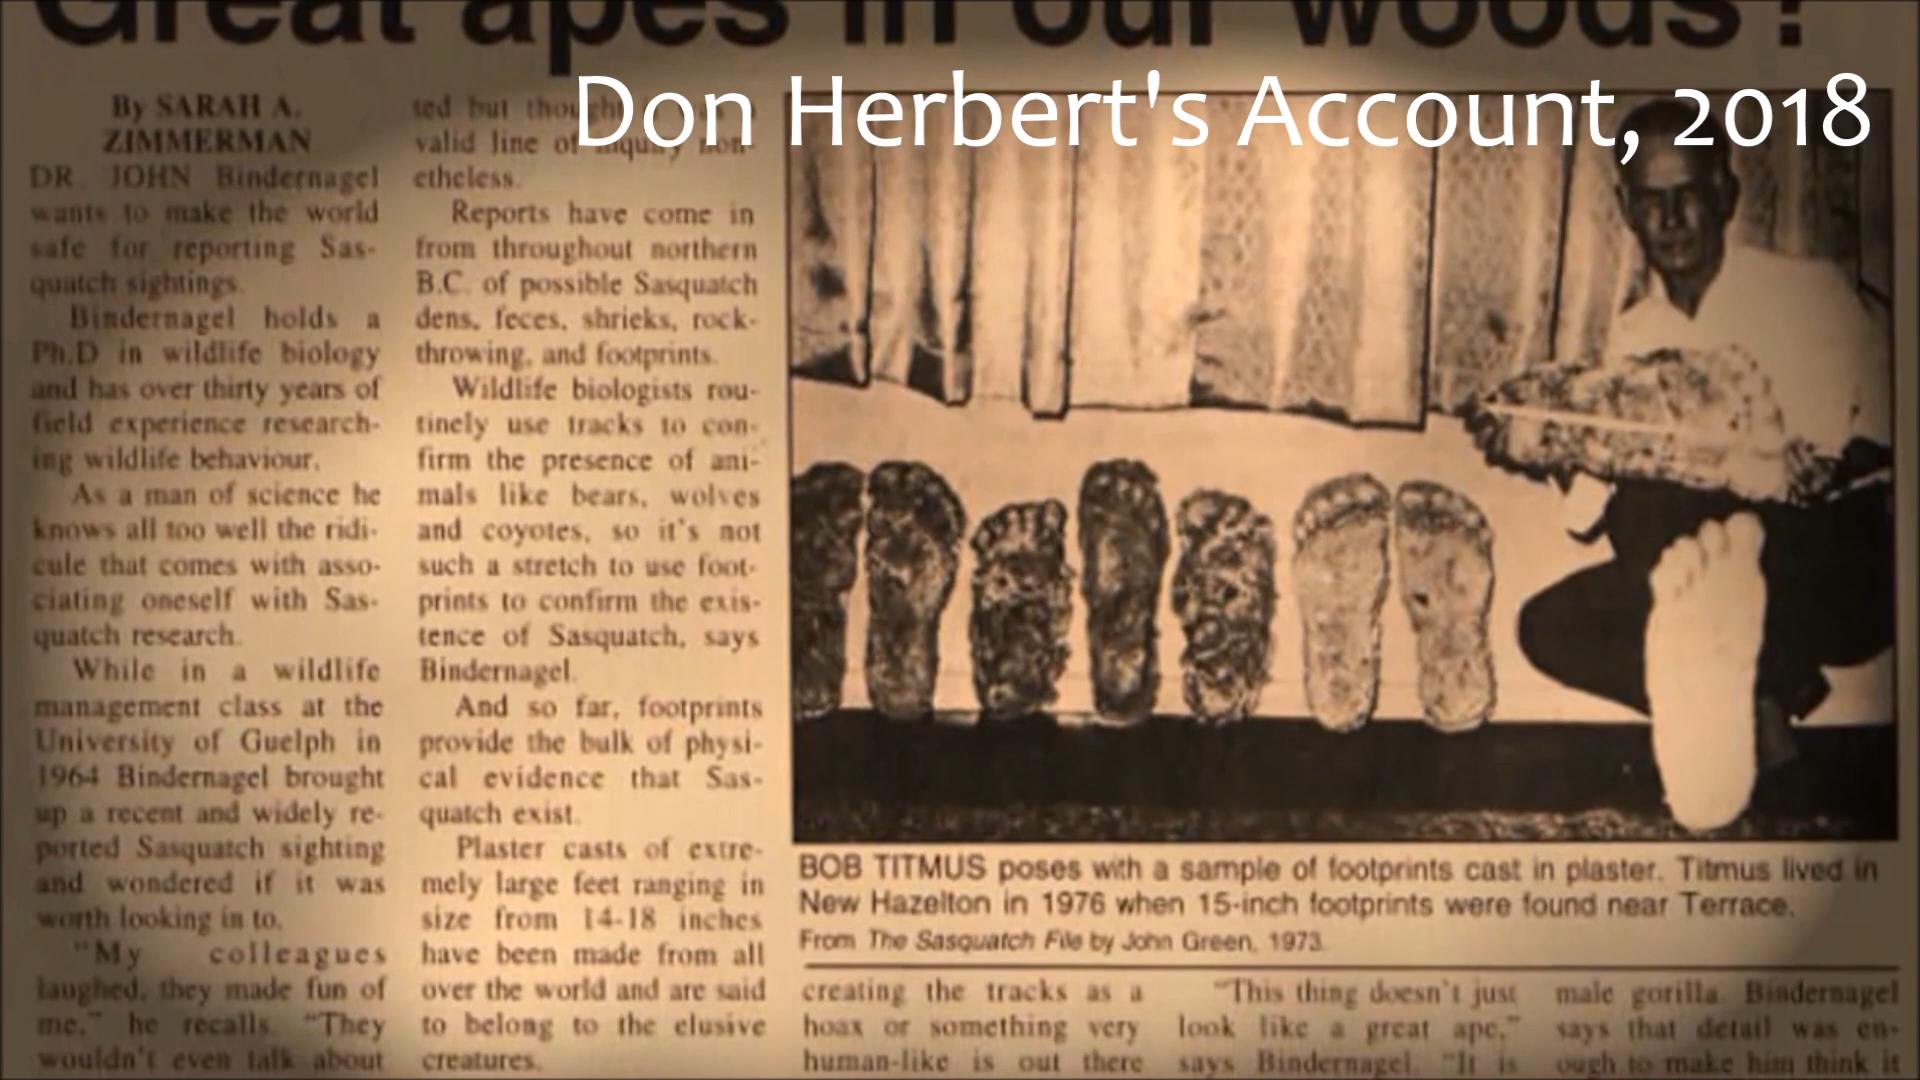 Great apes in our woods?
Don Herbert's Account, 2018
By SARAH A.
ZIMMERMAN
DR. JOHN Bindernagel
wants to make the world
safe for reporting Sas-
quatch sightings.
Bindernagel holds a
Ph.D in wildlife biology
and has over thirty years of
field experience research-
ing wildlife behaviour.
As a man of science he
knows all too well the ridi-
cule that comes with asso-
ciating oneself with Sas-
quatch research.
While in a wildlife
management class at the
University of Guelph in
1964 Bindernagel brought
up a recent and widely re-
ported Sasquatch sighting
and wondered if it was
worth looking in to.
"My colleagues
laughed, they made fun of
me," he recalls. "They
wouldn't even talk about
ted but thought
valid line of inquiry non-
etheless.
Reports have come in
from throughout northern
B.C. of possible Sasquatch
dens, feces, shrieks, rock-
throwing, and footprints.
Wildlife biologists rou-
tinely use tracks to con-
firm the presence of ani-
mals like bears, wolves
and coyotes, so it's not
such a stretch to use foot-
prints to confirm the exis-
tence of Sasquatch, says
Bindernagel.
And so far, footprints
provide the bulk of physi-
cal evidence that Sas-
quatch exist.
Plaster casts of extre-
mely large feet ranging in
size from 14-18 inches
have been made from all
over the world and are said
to belong to the elusive
creatures.
BOB TITMUS poses with a sample of footprints cast in plaster. Titmus lived in
New Hazelton in 1976 when 15-inch footprints were found near Terrace.
From The Sasquatch File by John Green, 1973.
creating the tracks as a
hoax or something very
human-like is out there
"This thing doesn't just
look like a great ape,"
says Bindernagel. "It is
male gorilla. Bindernagel
says that detail was en-
ough to make him think it